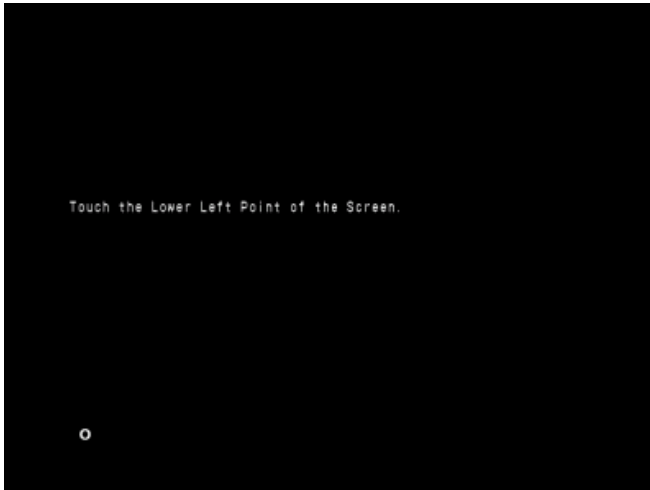 Touch the Lower Left Point of the Screen.